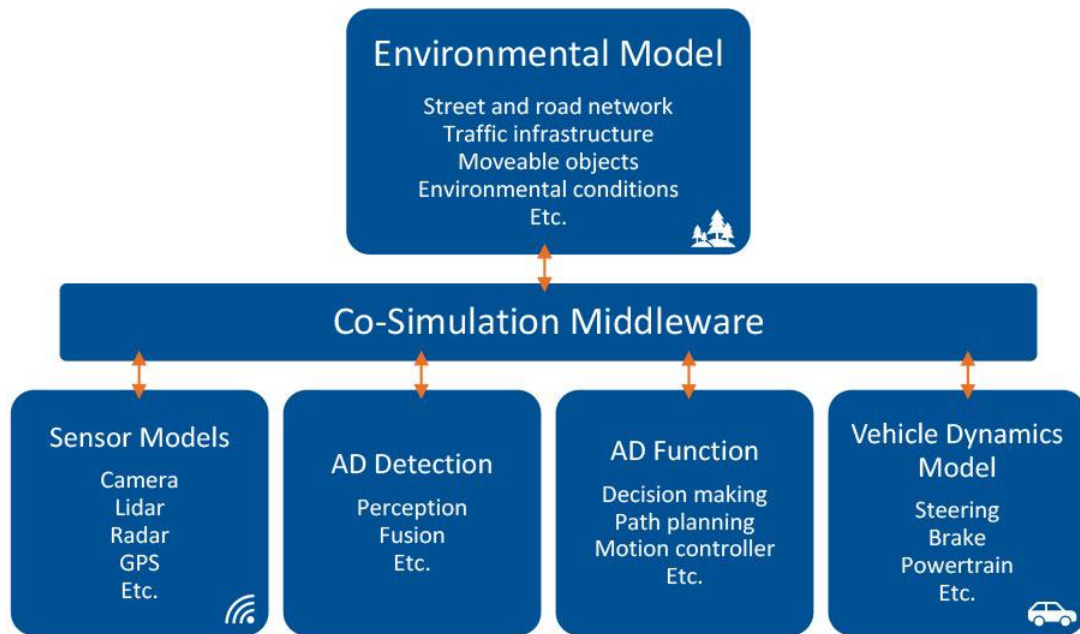 Environmental Model
Street and road network
Traffic infrastructure
Moveable objects
Environmental conditions
Etc.
Co-Simulation Middleware
Sensor Models
Camera
Lidar
Radar
GPS
Etc.
AD Detection
Perception
Fusion
Etc.
AD Function
Decision making
Path planning
Motion controller
Etc.
Vehicle Dynamics
Model
Steering
Brake
Powertrain
Etc.